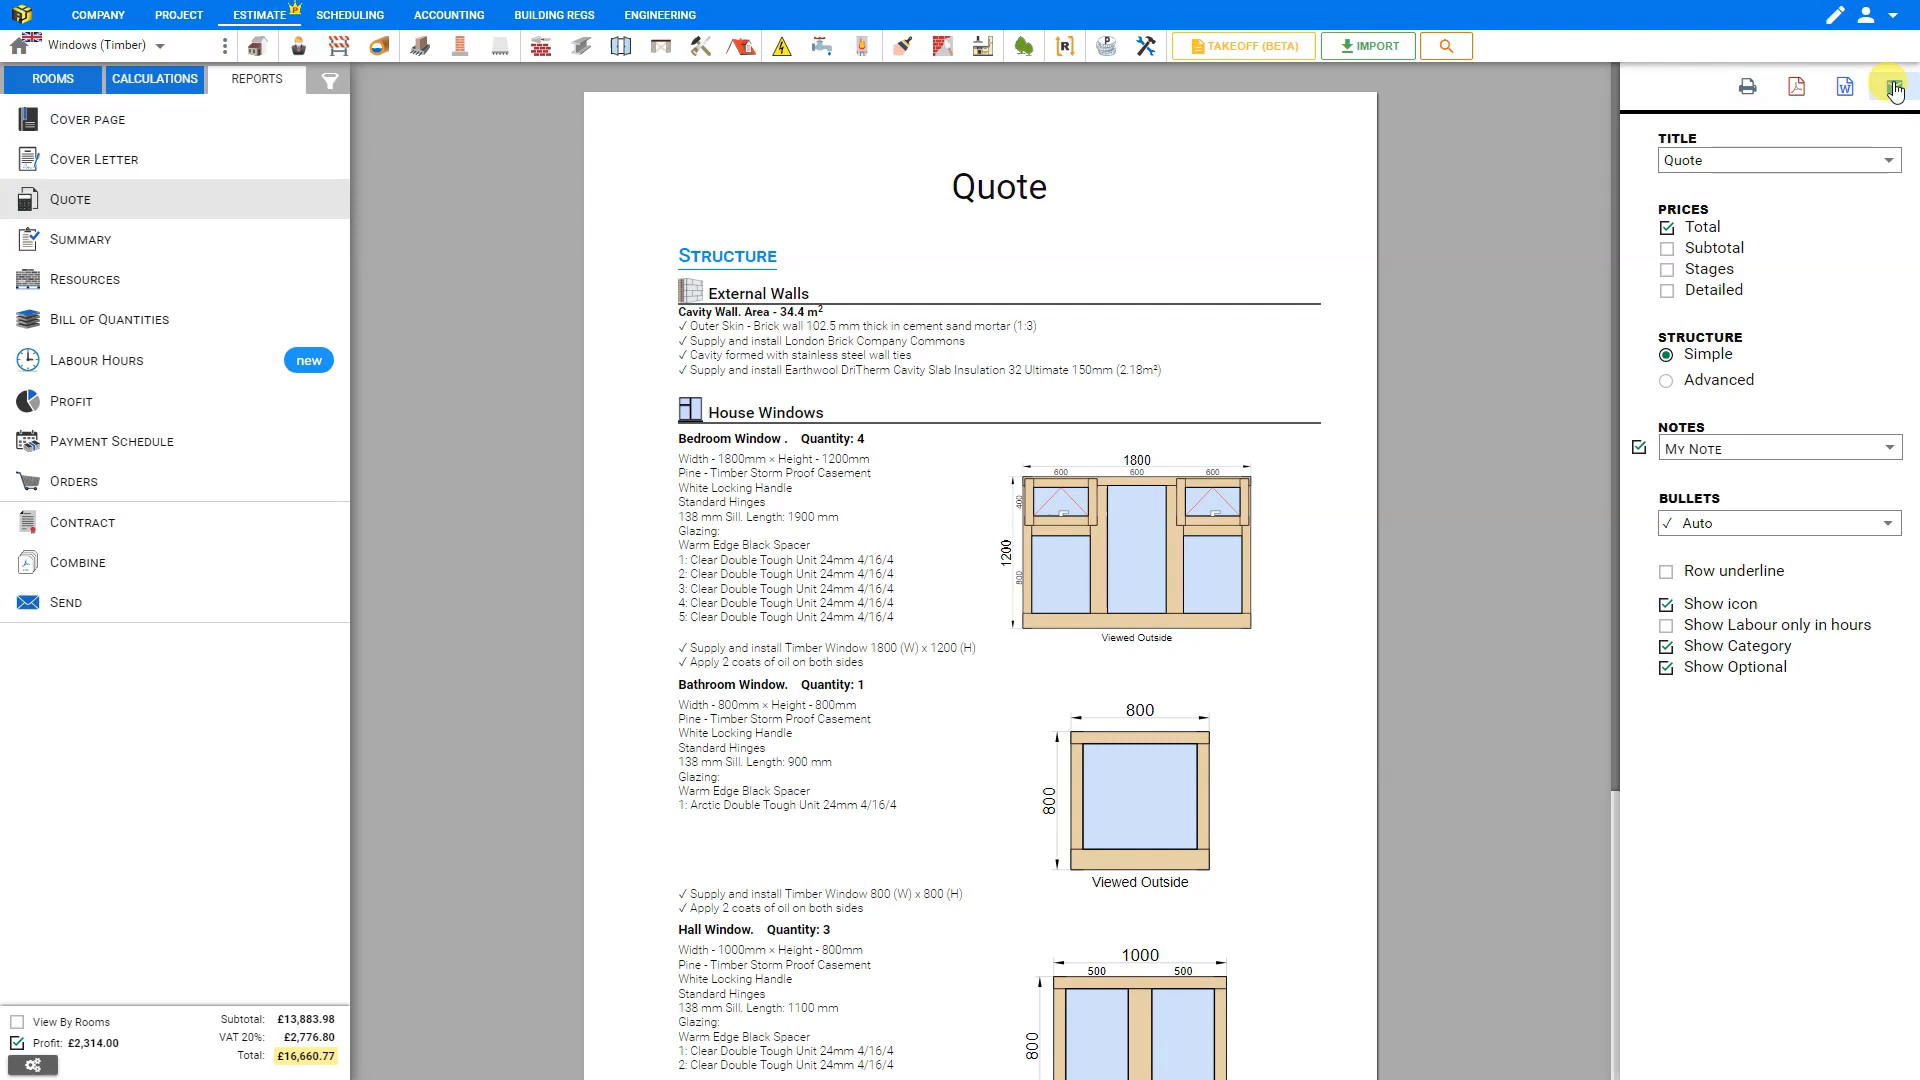 COMPANY PROJECT ESTIMATE SCHEDULING ACCOUNTING BUILDING REGS ENGINEERING
Windows (Timber)
TAKEOFF (BETA) IMPORT
ROOMS CALCULATIONS REPORTS
COVER PAGE
COVER LETTER
QUOTE
SUMMARY
RESOURCES
BILL OF QUANTITIES
LABOUR HOURS new
PROFIT
PAYMENT SCHEDULE
ORDERS
CONTRACT
COMBINE
SEND
View By Rooms
Profit: £2,314.00
Subtotal: £13,883.98
VAT 20%: £2,776.80
Total: £16,660.77
Quote
STRUCTURE
External Walls
Cavity Wall. Area - 34.4 m²
✓ Outer Skin - Brick wall 102.5 mm thick in cement sand mortar (1:3)
✓ Supply and install London Brick Company Commons
✓ Cavity formed with stainless steel wall ties
✓ Supply and install Earthwool DriTherm Cavity Slab Insulation 32 Ultimate 150mm (2.18m²)
House Windows
Bedroom Window . Quantity: 4
Width - 1800mm × Height - 1200mm
Pine - Timber Storm Proof Casement
White Locking Handle
Standard Hinges
138 mm Sill. Length: 1900 mm
Glazing:
Warm Edge Black Spacer
1: Clear Double Tough Unit 24mm 4/16/4
2: Clear Double Tough Unit 24mm 4/16/4
3: Clear Double Tough Unit 24mm 4/16/4
4: Clear Double Tough Unit 24mm 4/16/4
5: Clear Double Tough Unit 24mm 4/16/4
1800
600 600 600
400
1200
800
Viewed Outside
✓ Supply and install Timber Window 1800 (W) x 1200 (H)
✓ Apply 2 coats of oil on both sides
Bathroom Window. Quantity: 1
Width - 800mm × Height - 800mm
Pine - Timber Storm Proof Casement
White Locking Handle
Standard Hinges
138 mm Sill. Length: 900 mm
Glazing:
Warm Edge Black Spacer
1: Arctic Double Tough Unit 24mm 4/16/4
800
800
Viewed Outside
✓ Supply and install Timber Window 800 (W) x 800 (H)
✓ Apply 2 coats of oil on both sides
Hall Window. Quantity: 3
Width - 1000mm × Height - 800mm
Pine - Timber Storm Proof Casement
White Locking Handle
Standard Hinges
138 mm Sill. Length: 1100 mm
Glazing:
Warm Edge Black Spacer
1: Clear Double Tough Unit 24mm 4/16/4
2: Clear Double Tough Unit 24mm 4/16/4
1000
500 500
800
TITLE
Quote
PRICES
Total
Subtotal
Stages
Detailed
STRUCTURE
Simple
Advanced
NOTES
MY NOTE
BULLETS
✓ Auto
Row underline
Show icon
Show Labour only in hours
Show Category
Show Optional